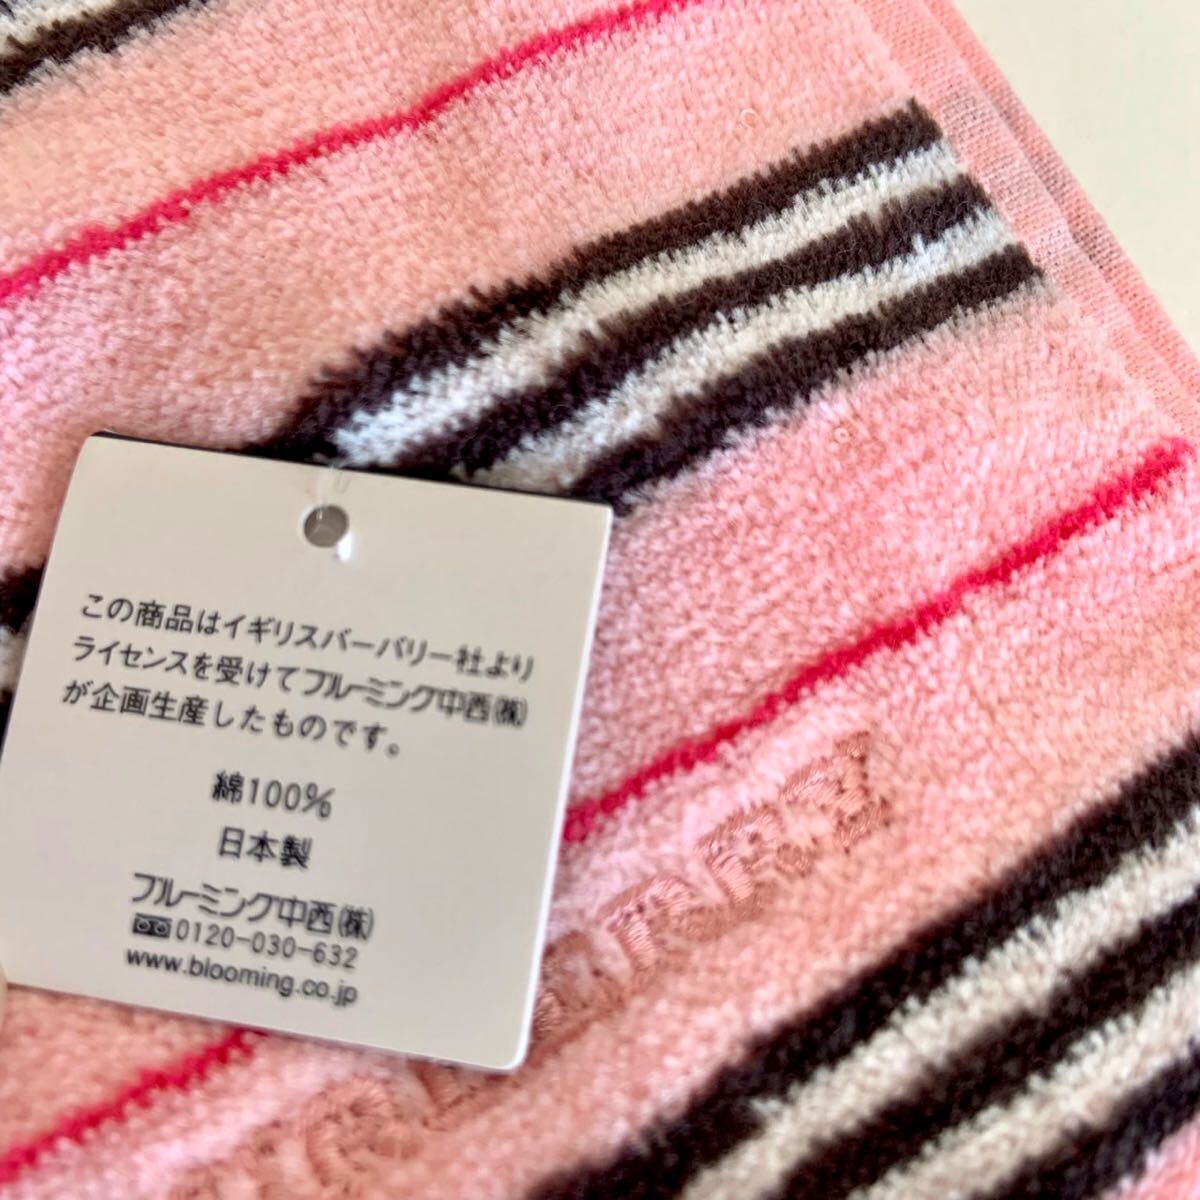 この商品はイギリスバーバリー社より
ライセンスを受けてブルーミング中西(株)
が企画生産したものです。
綿100%
日本製
ブルーミング中西(株)
0120-030-632
www.blooming.co.jp